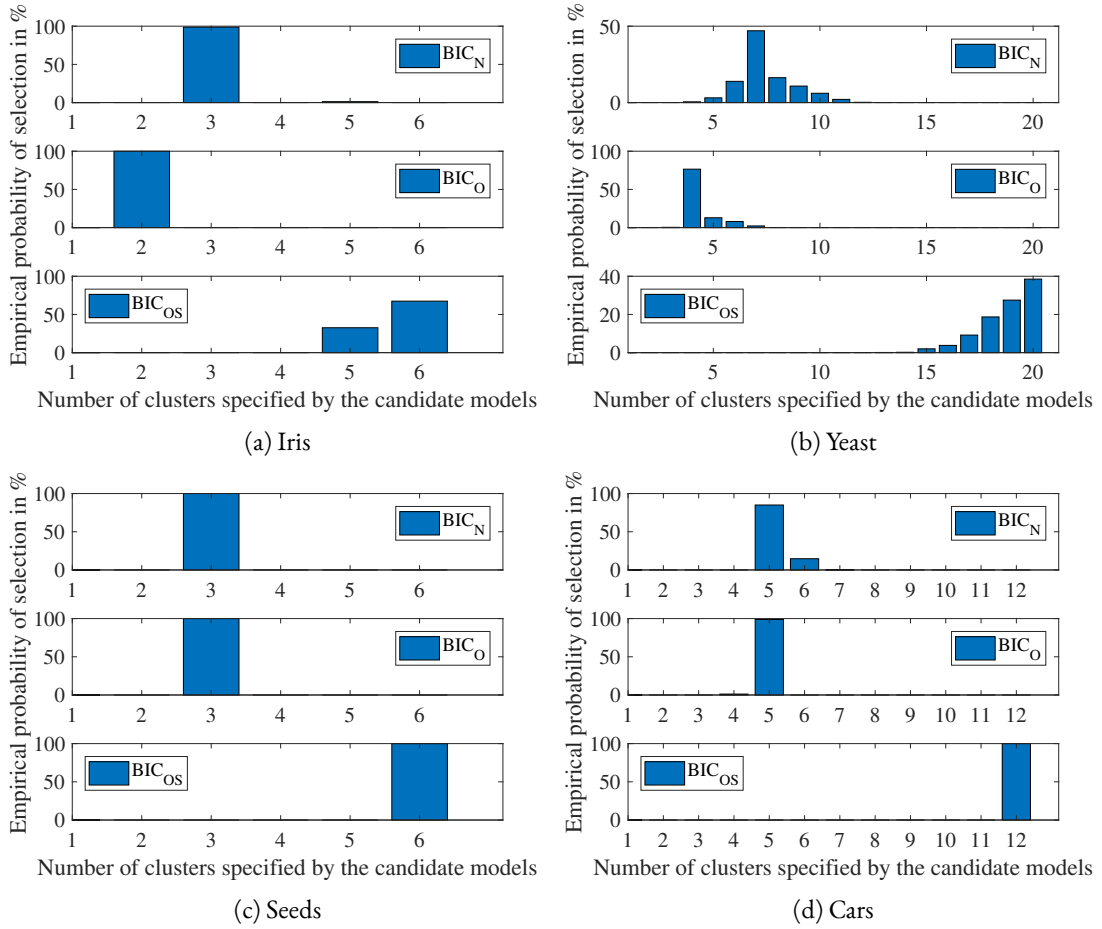 Empirical probability of selection in %
100
50
0
BIC_N
1 2 3 4 5 6
100
50
0
BIC_O
1 2 3 4 5 6
100
50
0
BIC_OS
1 2 3 4 5 6
Number of clusters specified by the candidate models
(a) Iris
Empirical probability of selection in %
50
0
BIC_N
5 10 15 20
100
50
0
BIC_O
5 10 15 20
40
20
0
BIC_OS
5 10 15 20
Number of clusters specified by the candidate models
(b) Yeast
Empirical probability of selection in %
100
50
0
BIC_N
1 2 3 4 5 6
100
50
0
BIC_O
1 2 3 4 5 6
100
50
0
BIC_OS
1 2 3 4 5 6
Number of clusters specified by the candidate models
(c) Seeds
Empirical probability of selection in %
100
50
0
BIC_N
1 2 3 4 5 6 7 8 9 10 11 12
100
50
0
BIC_O
1 2 3 4 5 6 7 8 9 10 11 12
100
50
0
BIC_OS
1 2 3 4 5 6 7 8 9 10 11 12
Number of clusters specified by the candidate models
(d) Cars